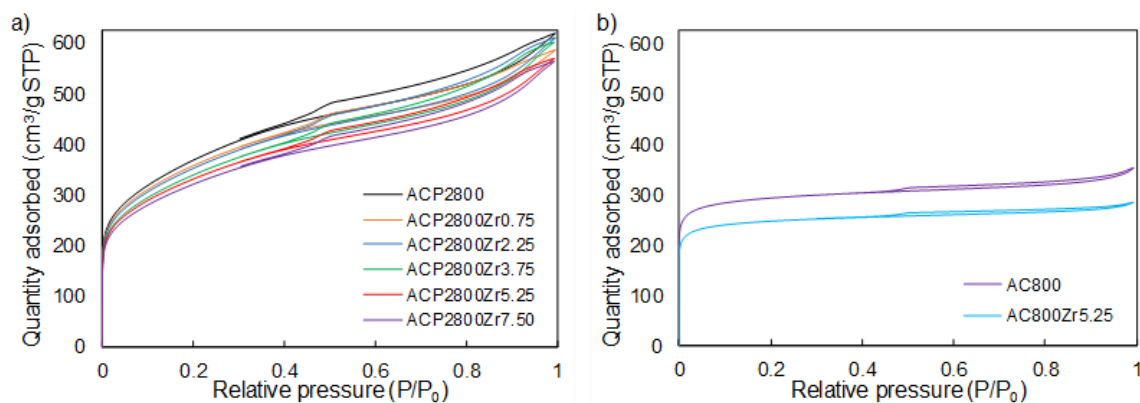 a)
Quantity adsorbed (cm³/g STP)
600
500
400
300
200
100
0
ACP2800
ACP2800Zr0.75
ACP2800Zr2.25
ACP2800Zr3.75
ACP2800Zr5.25
ACP2800Zr7.50
0 0.2 0.4 0.6 0.8 1
Relative pressure (P/P₀)
b)
Quantity adsorbed (cm³/g STP)
600
500
400
300
200
100
0
AC800
AC800Zr5.25
0 0.2 0.4 0.6 0.8 1
Relative pressure (P/P₀)